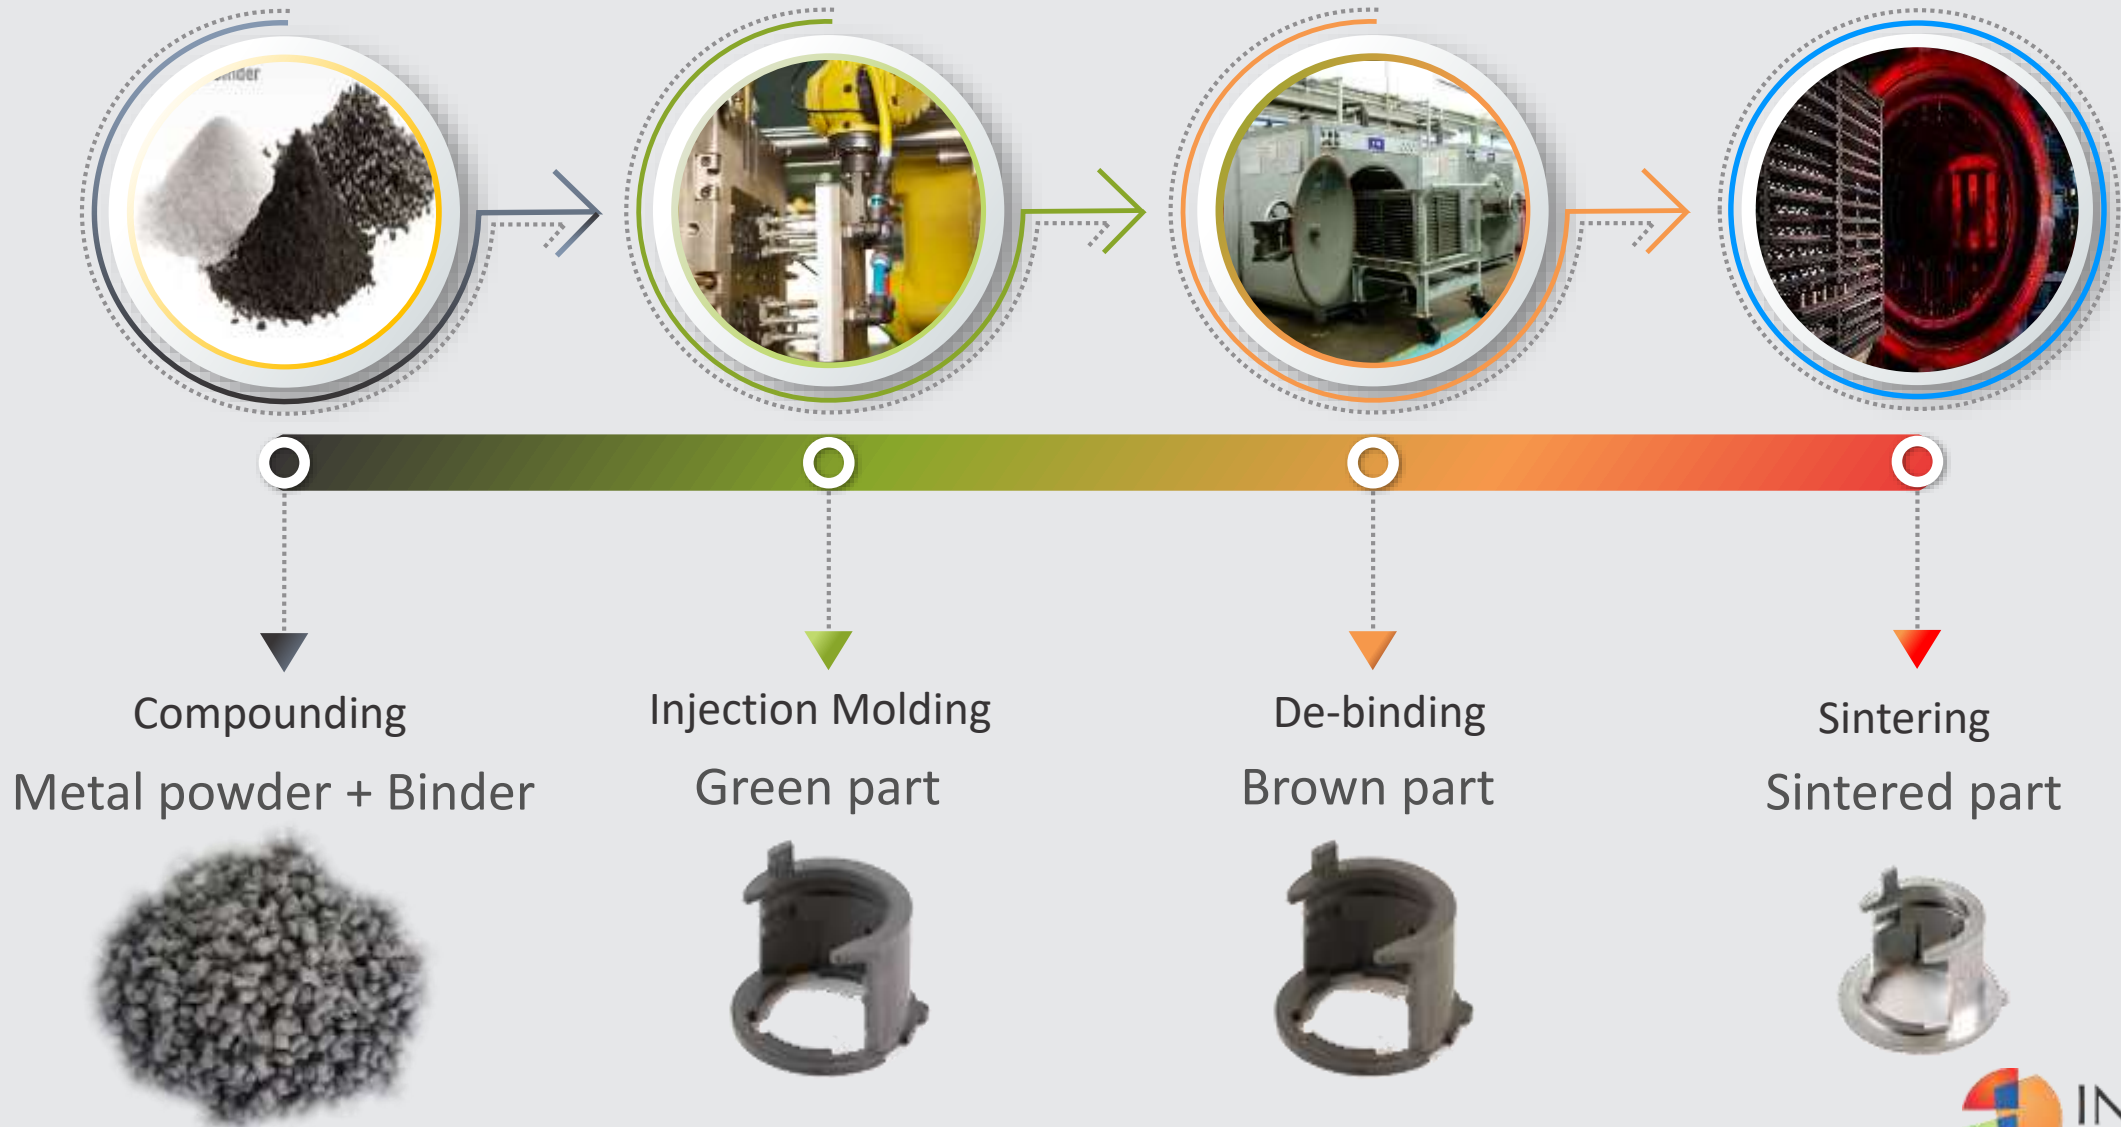 Compounding
Metal powder + Binder
Injection Molding
Green part
De-binding
Brown part
Sintering
Sintered part